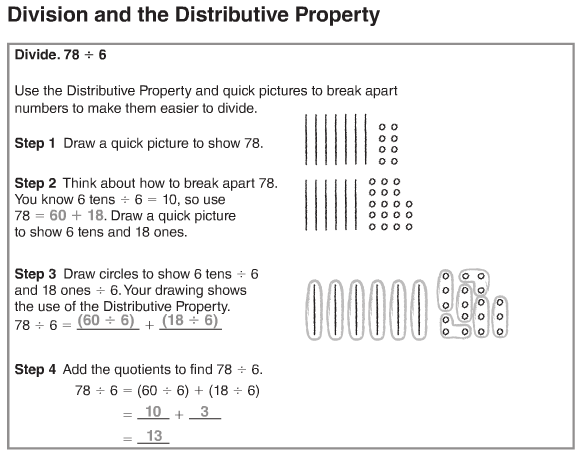 Division and the Distributive Property
Divide. 78 ÷ 6
Use the Distributive Property and quick pictures to break apart
numbers to make them easier to divide.
Step 1 Draw a quick picture to show 78.
Step 2 Think about how to break apart 78.
You know 6 tens ÷ 6 = 10, so use
78 = 60 + 18. Draw a quick picture
to show 6 tens and 18 ones.
Step 3 Draw circles to show 6 tens ÷ 6
and 18 ones ÷ 6. Your drawing shows
the use of the Distributive Property.
78 ÷ 6 = (60 ÷ 6) + (18 ÷ 6)
Step 4 Add the quotients to find 78 ÷ 6.
78 ÷ 6 = (60 ÷ 6) + (18 ÷ 6)
= 10 + 3
= 13